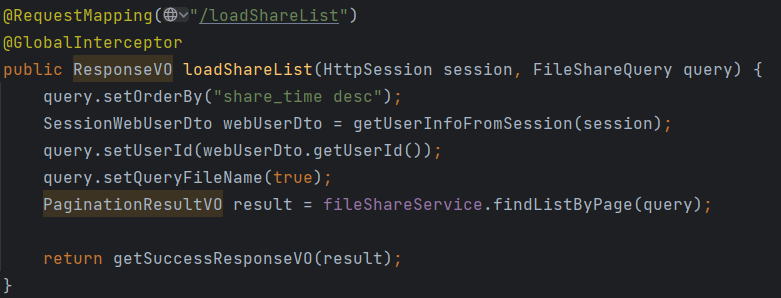 @RequestMapping("/loadShareList")
@GlobalInterceptor
public ResponseVO loadShareList(HttpSession session, FileShareQuery query) {
    query.setOrderBy("share_time desc");
    SessionWebUserDto webUserDto = getUserInfoFromSession(session);
    query.setUserId(webUserDto.getUserId());
    query.setQueryFileName(true);
    PaginationResultVO result = fileShareService.findListByPage(query);

    return getSuccessResponseVO(result);
}